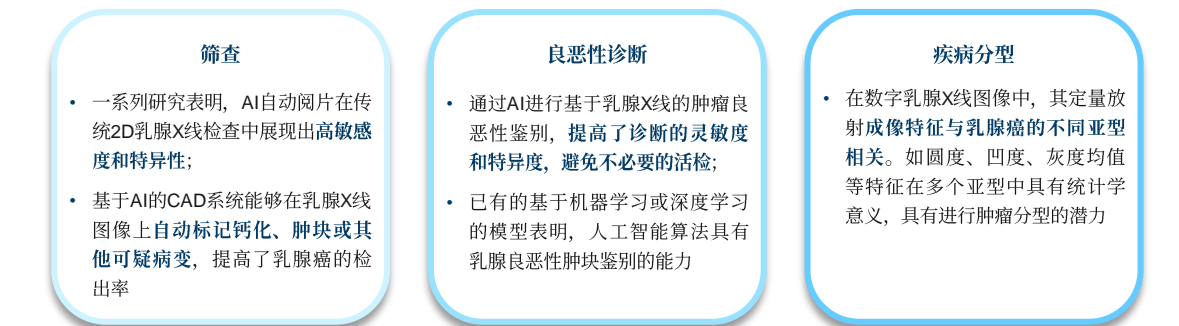 筛查
• 一系列研究表明，AI自动阅片在传
统2D乳腺X线检查中展现出高敏感
度和特异性；
• 基于AI的CAD系统能够在乳腺X线
图像上自动标记钙化、肿块或其
他可疑病变，提高了乳腺癌的检
出率
良恶性诊断
• 通过AI进行基于乳腺X线的肿瘤良
恶性鉴别，提高了诊断的灵敏度
和特异度，避免不必要的活检；
• 已有的基于机器学习或深度学习
的模型表明，人工智能算法具有
乳腺良恶性肿块鉴别的能力
疾病分型
• 在数字乳腺X线图像中，其定量放
射成像特征与乳腺癌的不同亚型
相关。如圆度、凹度、灰度均值
等特征在多个亚型中具有统计学
意义，具有进行肿瘤分型的潜力